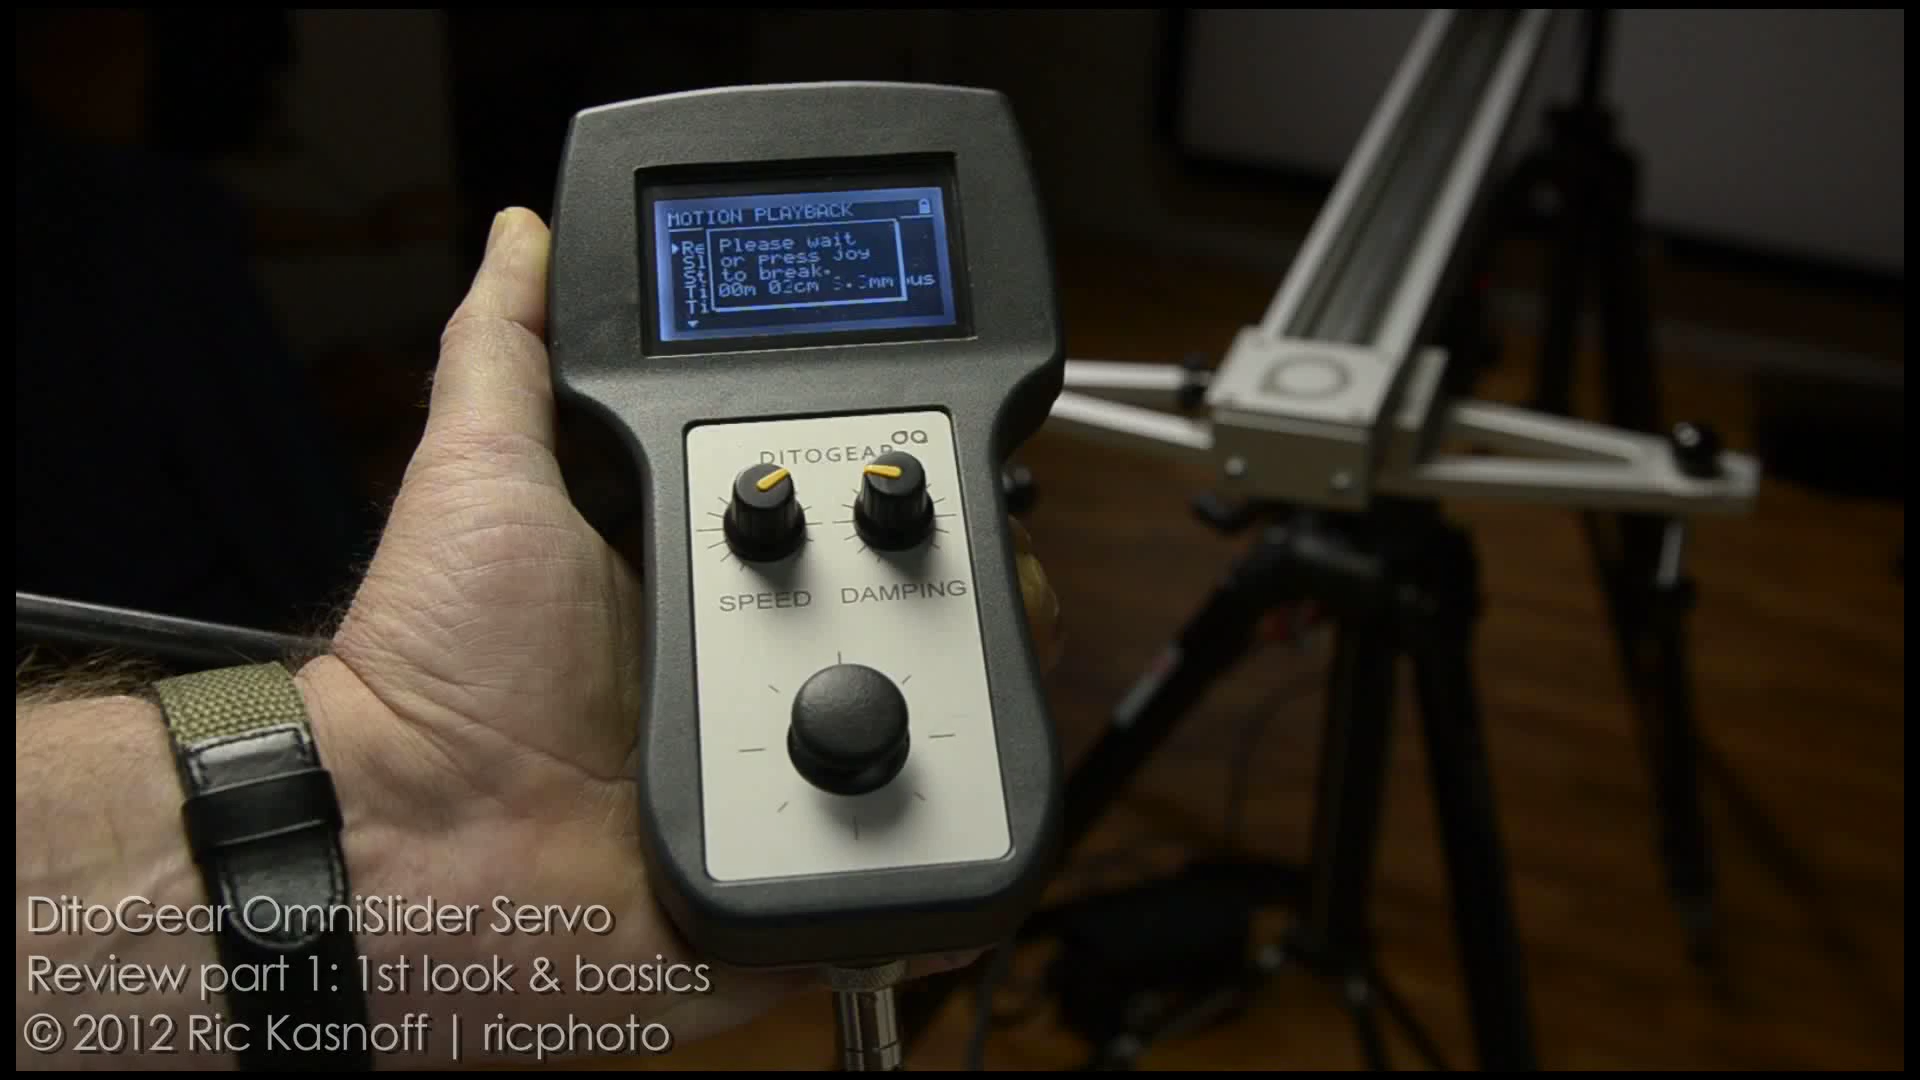 MOTION PLAYBACK
Please wait
or press Joy
to break.
00m 02cm
DITOGEAR
SPEED DAMPING
DitoGear OmniSlider Servo
Review part 1: 1st look & basics
© 2012 Ric Kasnoff | ricphoto